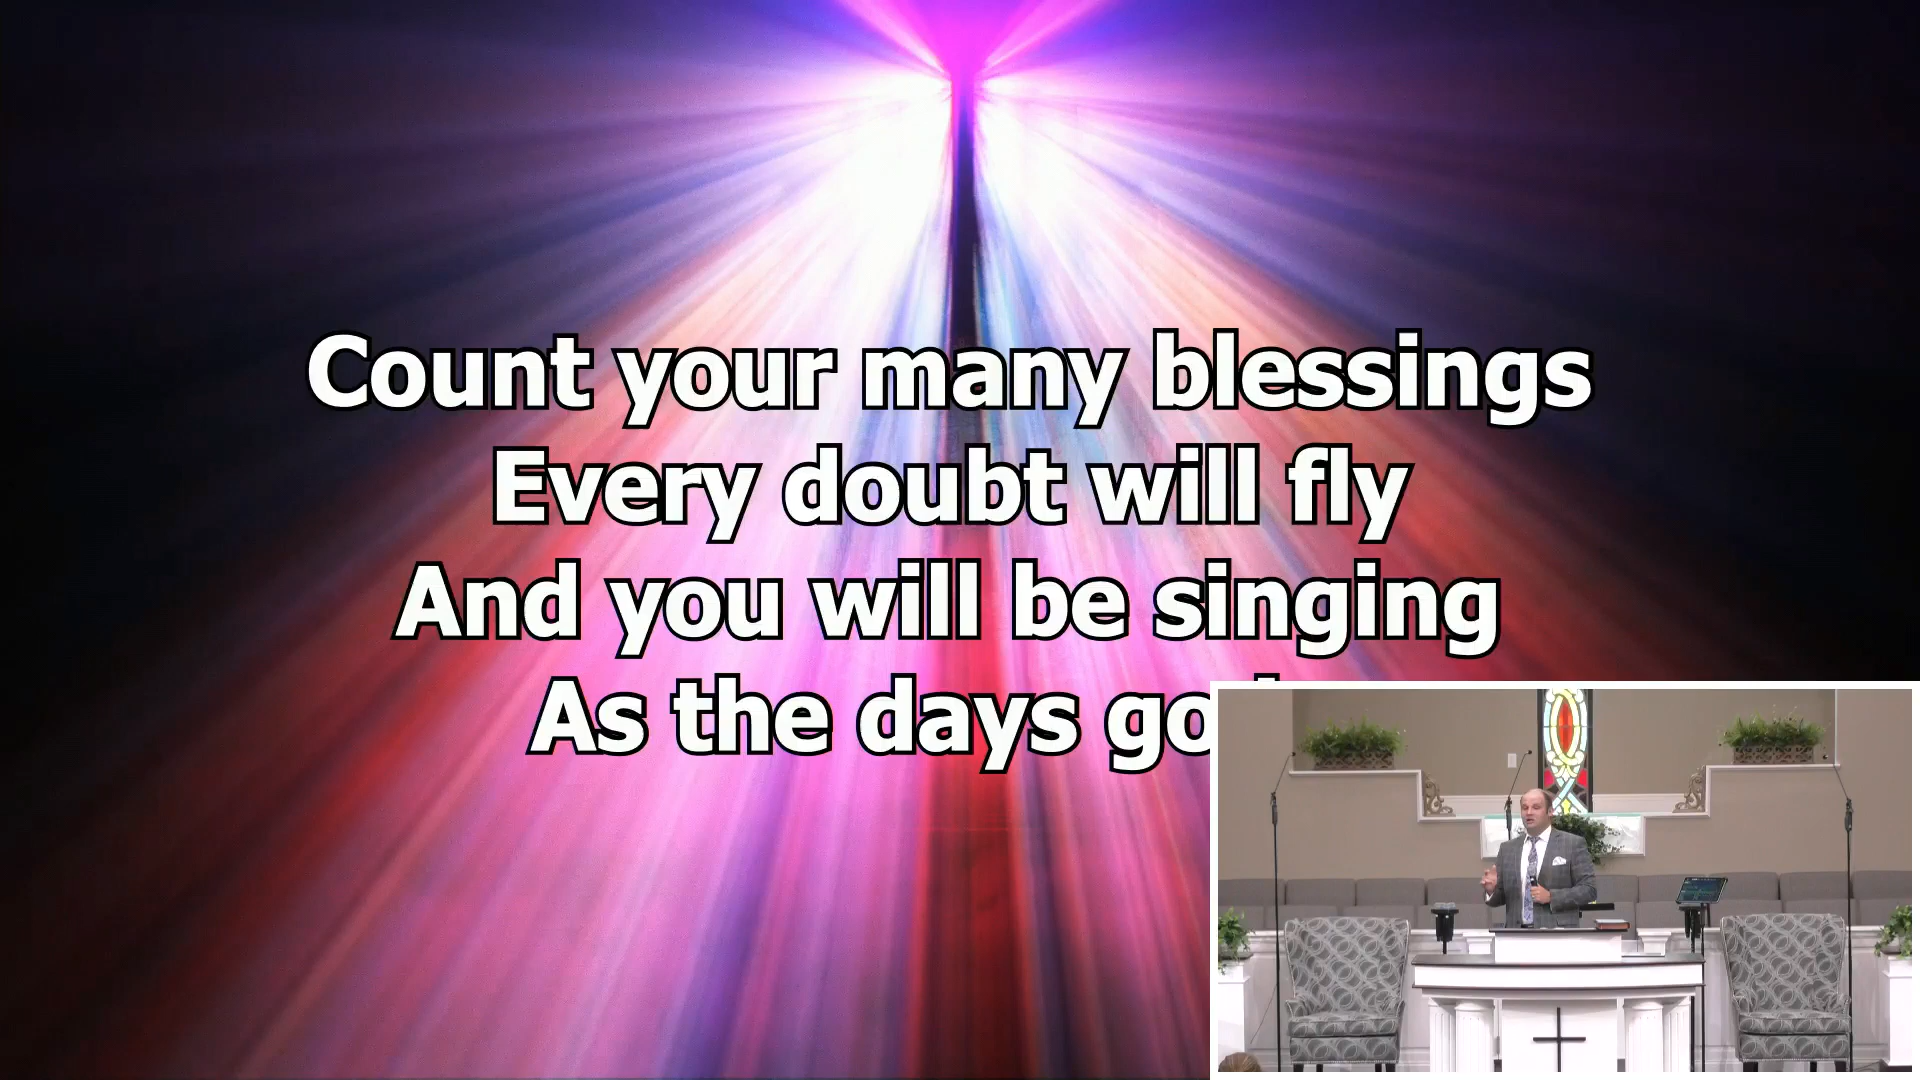 Count your many blessings
Every doubt will fly
And you will be singing
As the days go